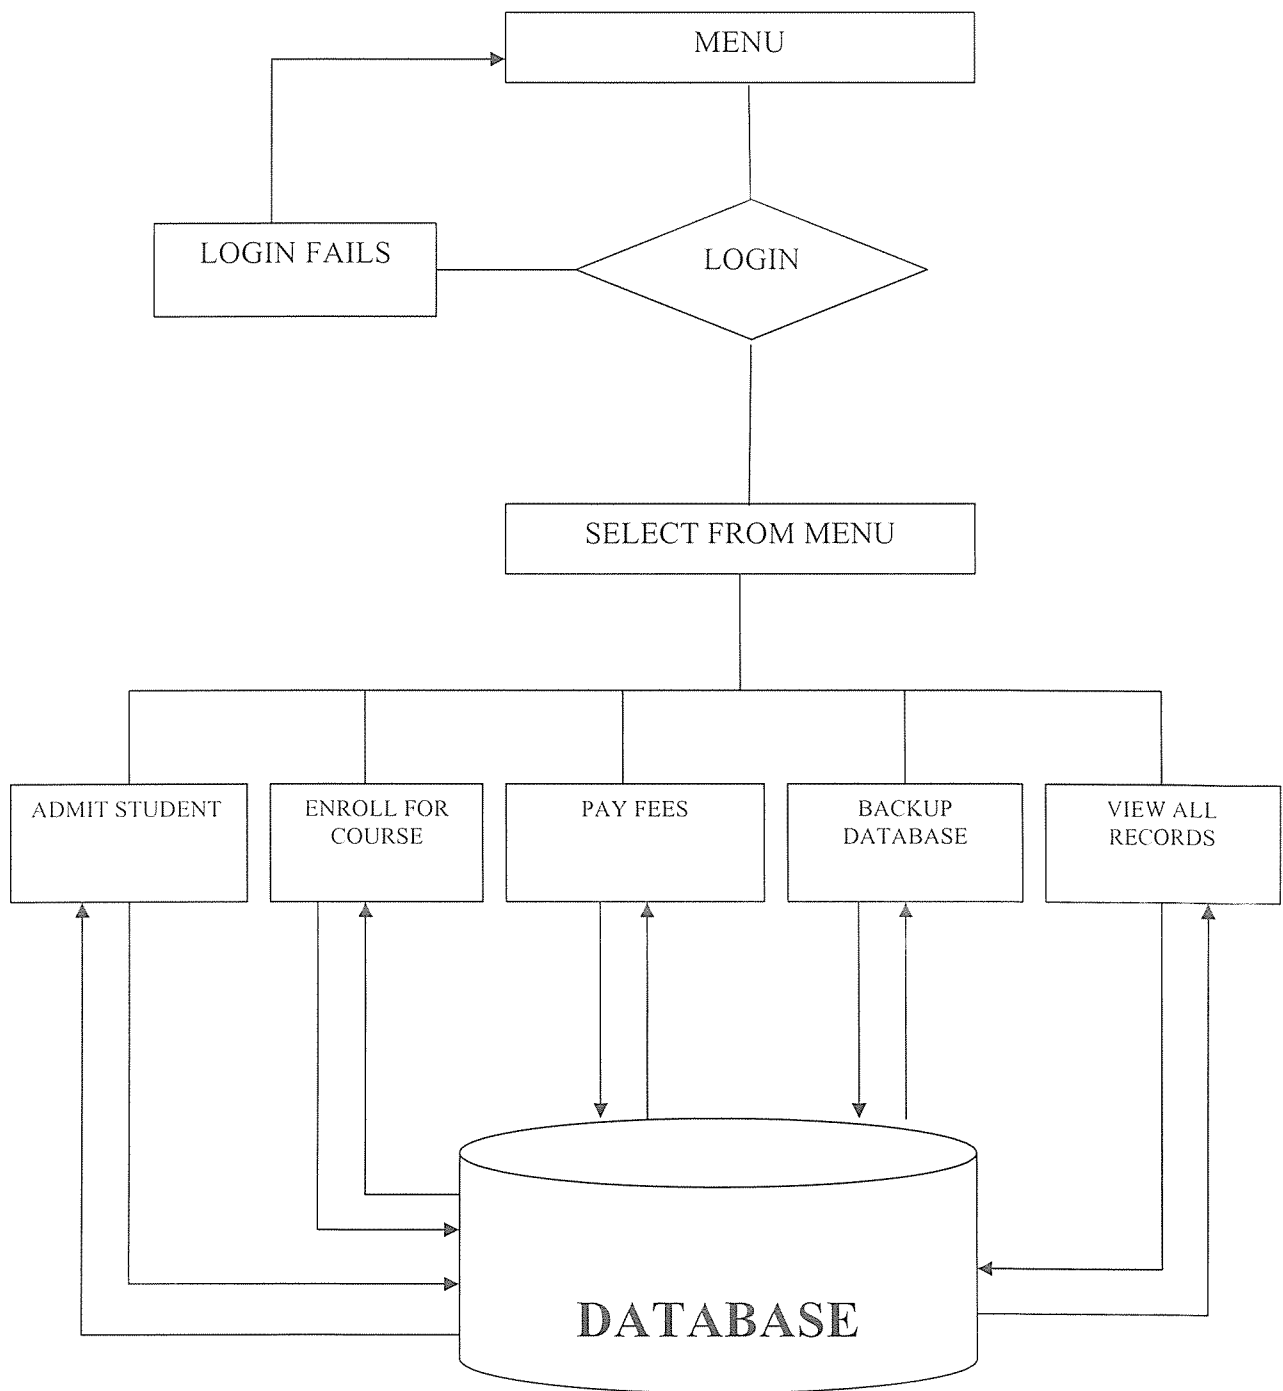 MENU
LOGIN FAILS
LOGIN
SELECT FROM MENU
ADMIT STUDENT
ENROLL FOR
COURSE
PAY FEES
BACKUP
DATABASE
VIEW ALL
RECORDS
DATABASE